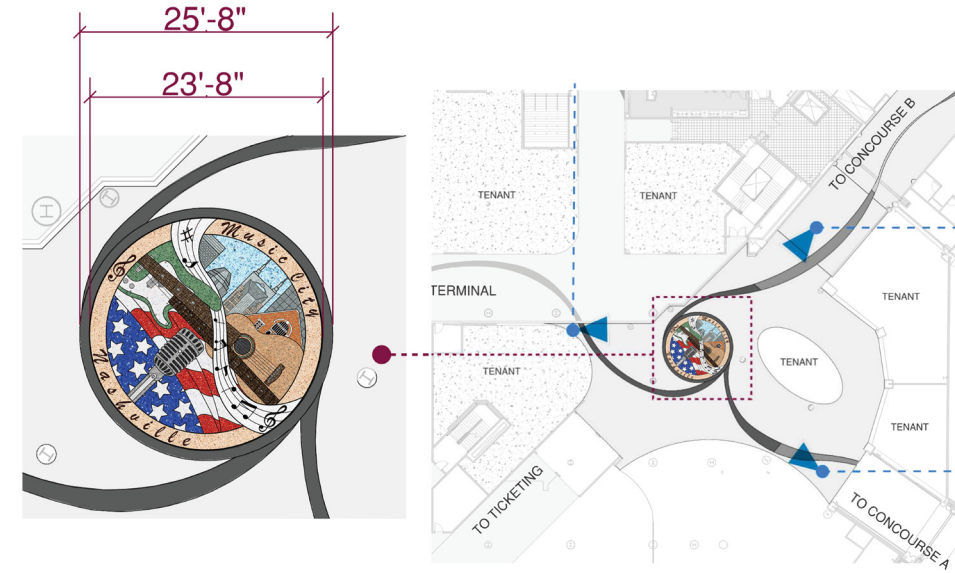 25'-8"
23'-8"
H
I
I
I
Music City
Nashville
TO CONCOURSE B
TENANT
TENANT
TERMINAL
TENANT
TENANT
TENANT
TENANT
TO TICKETING
TO CONCOURSE A